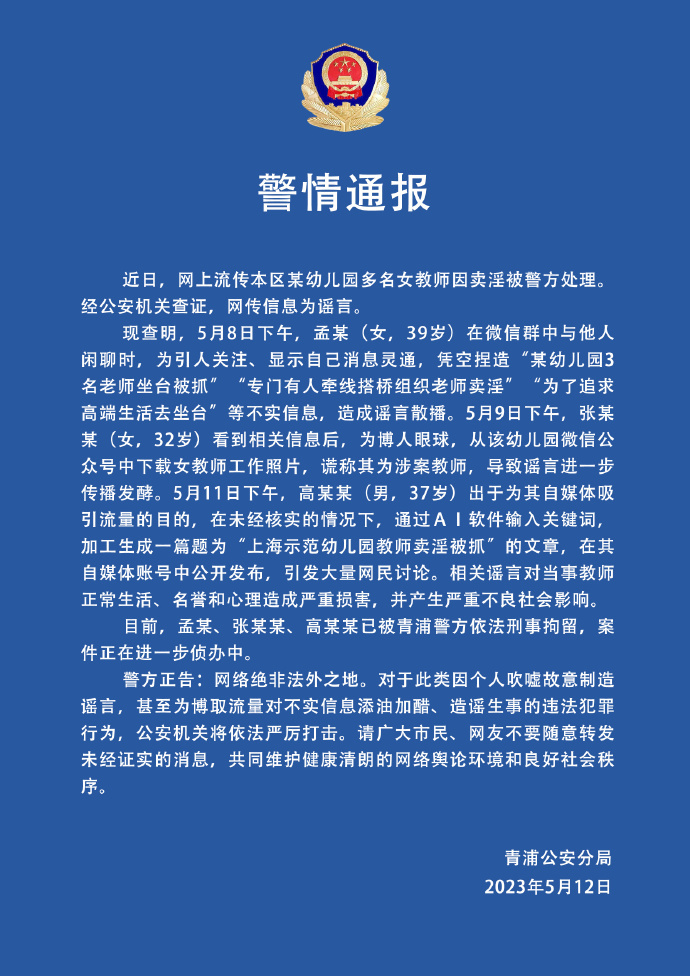 警情通报
近日，网上流传本区某幼儿园多名女教师因卖淫被警方处理。
经公安机关查证，网传信息为谣言。
现查明，5月8日下午，孟某（女，39岁）在微信群中与他人
闲聊时，为引人关注、显示自己消息灵通，凭空捏造“某幼儿园3
名老师坐台被抓”“专门有人牵线搭桥组织老师卖淫”“为了追求
高端生活去坐台”等不实信息，造成谣言散播。5月9日下午，张某
某（女，32岁）看到相关信息后，为博人眼球，从该幼儿园微信公
众号中下载女教师工作照片，谎称其为涉案教师，导致谣言进一步
传播发酵。5月11日下午，高某某（男，37岁）出于为其自媒体吸
引流量的目的，在未经核实的情况下，通过AI软件输入关键词，
加工生成一篇题为“上海示范幼儿园教师卖淫被抓”的文章，在其
自媒体账号中公开发布，引发大量网民讨论。相关谣言对当事教师
正常生活、名誉和心理造成严重损害，并产生严重不良社会影响。
目前，孟某、张某某、高某某已被青浦警方依法刑事拘留，案
件正在进一步侦办中。
警方正告：网络绝非法外之地。对于此类因个人吹嘘故意制造
谣言，甚至为博取流量对不实信息添油加醋、造谣生事的违法犯罪
行为，公安机关将依法严厉打击。请广大市民、网友不要随意转发
未经证实的消息，共同维护健康清朗的网络舆论环境和良好社会秩
序。
青浦公安分局
2023年5月12日